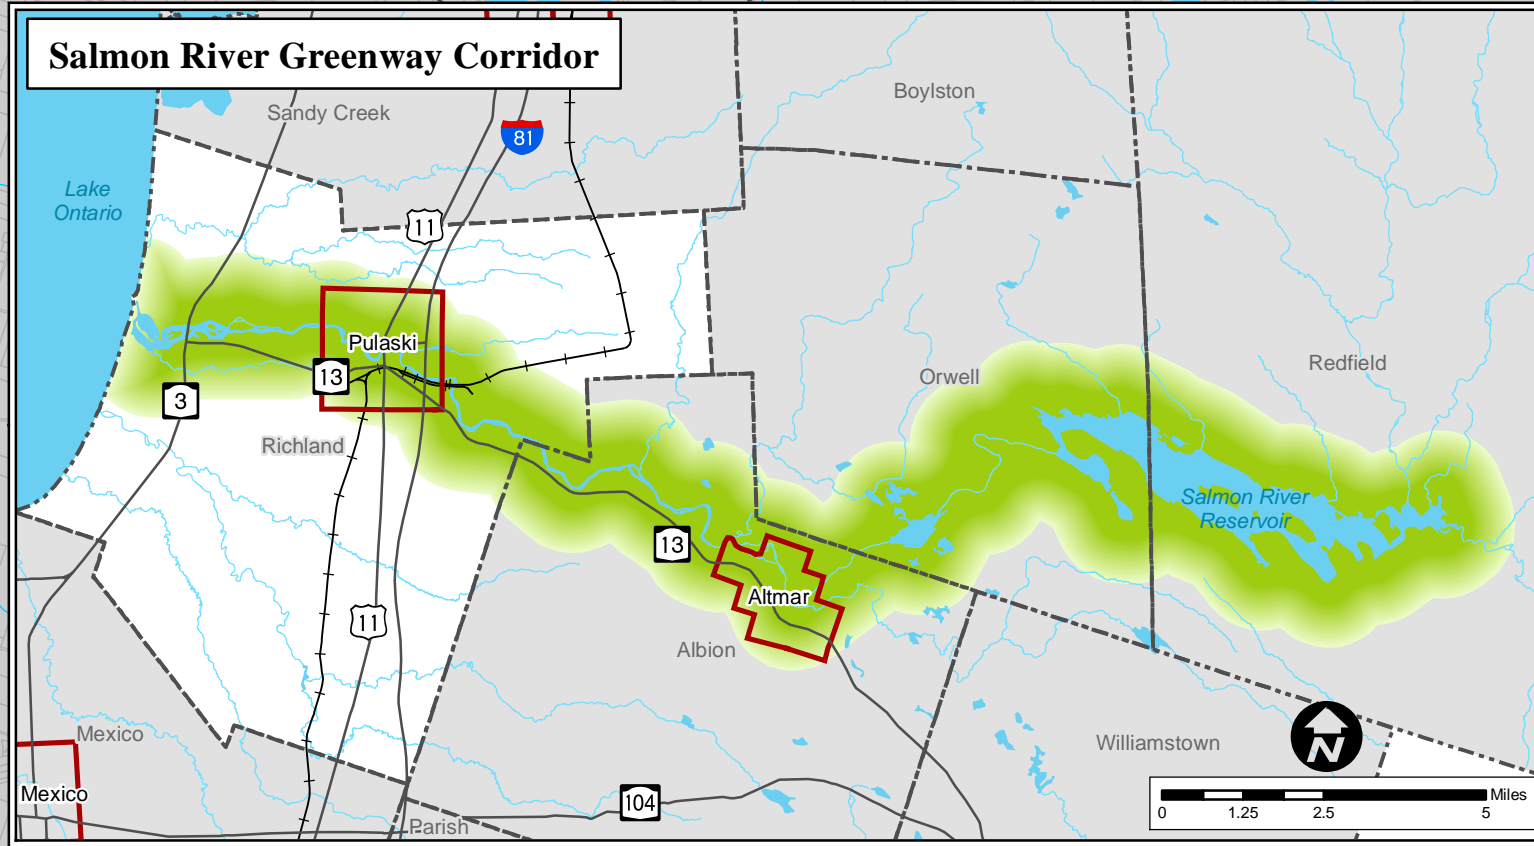 Salmon River Greenway Corridor
Sandy Creek
Boylston
81
Lake
Ontario
11
Pulaski
13
3
Richland
Orwell
Redfield
Salmon River
Reservoir
13
Altmar
11
Albion
Mexico
Williamstown
N
Mexico
104
Parish
Miles
0 1.25 2.5 5